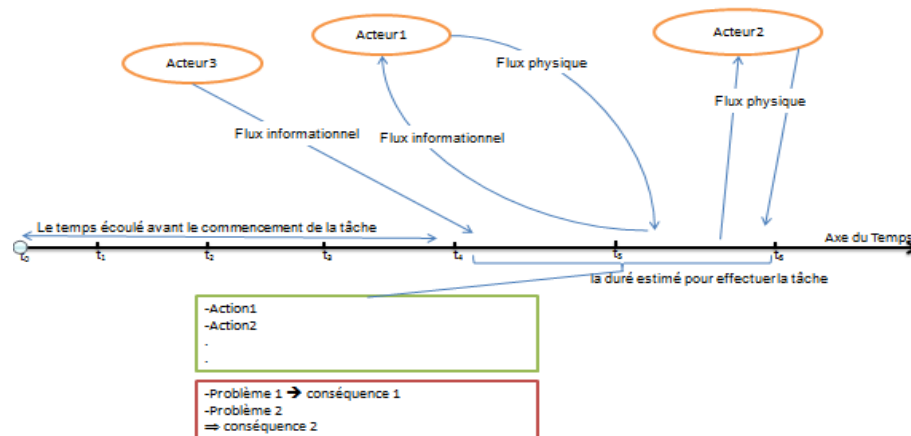 Acteur1
Acteur2
Acteur3
Flux physique
Flux physique
Flux informationnel
Flux informationnel
Le temps écoulé avant le commencement de la tâche
Axe du Temps
t₀ t₁ t₂ t₃ t₄ t₅ t₆
la duré estimé pour effectuer la tâche
-Action1
-Action2
.
.
-Problème 1 ➔ conséquence 1
-Problème 2
⇒ conséquence 2